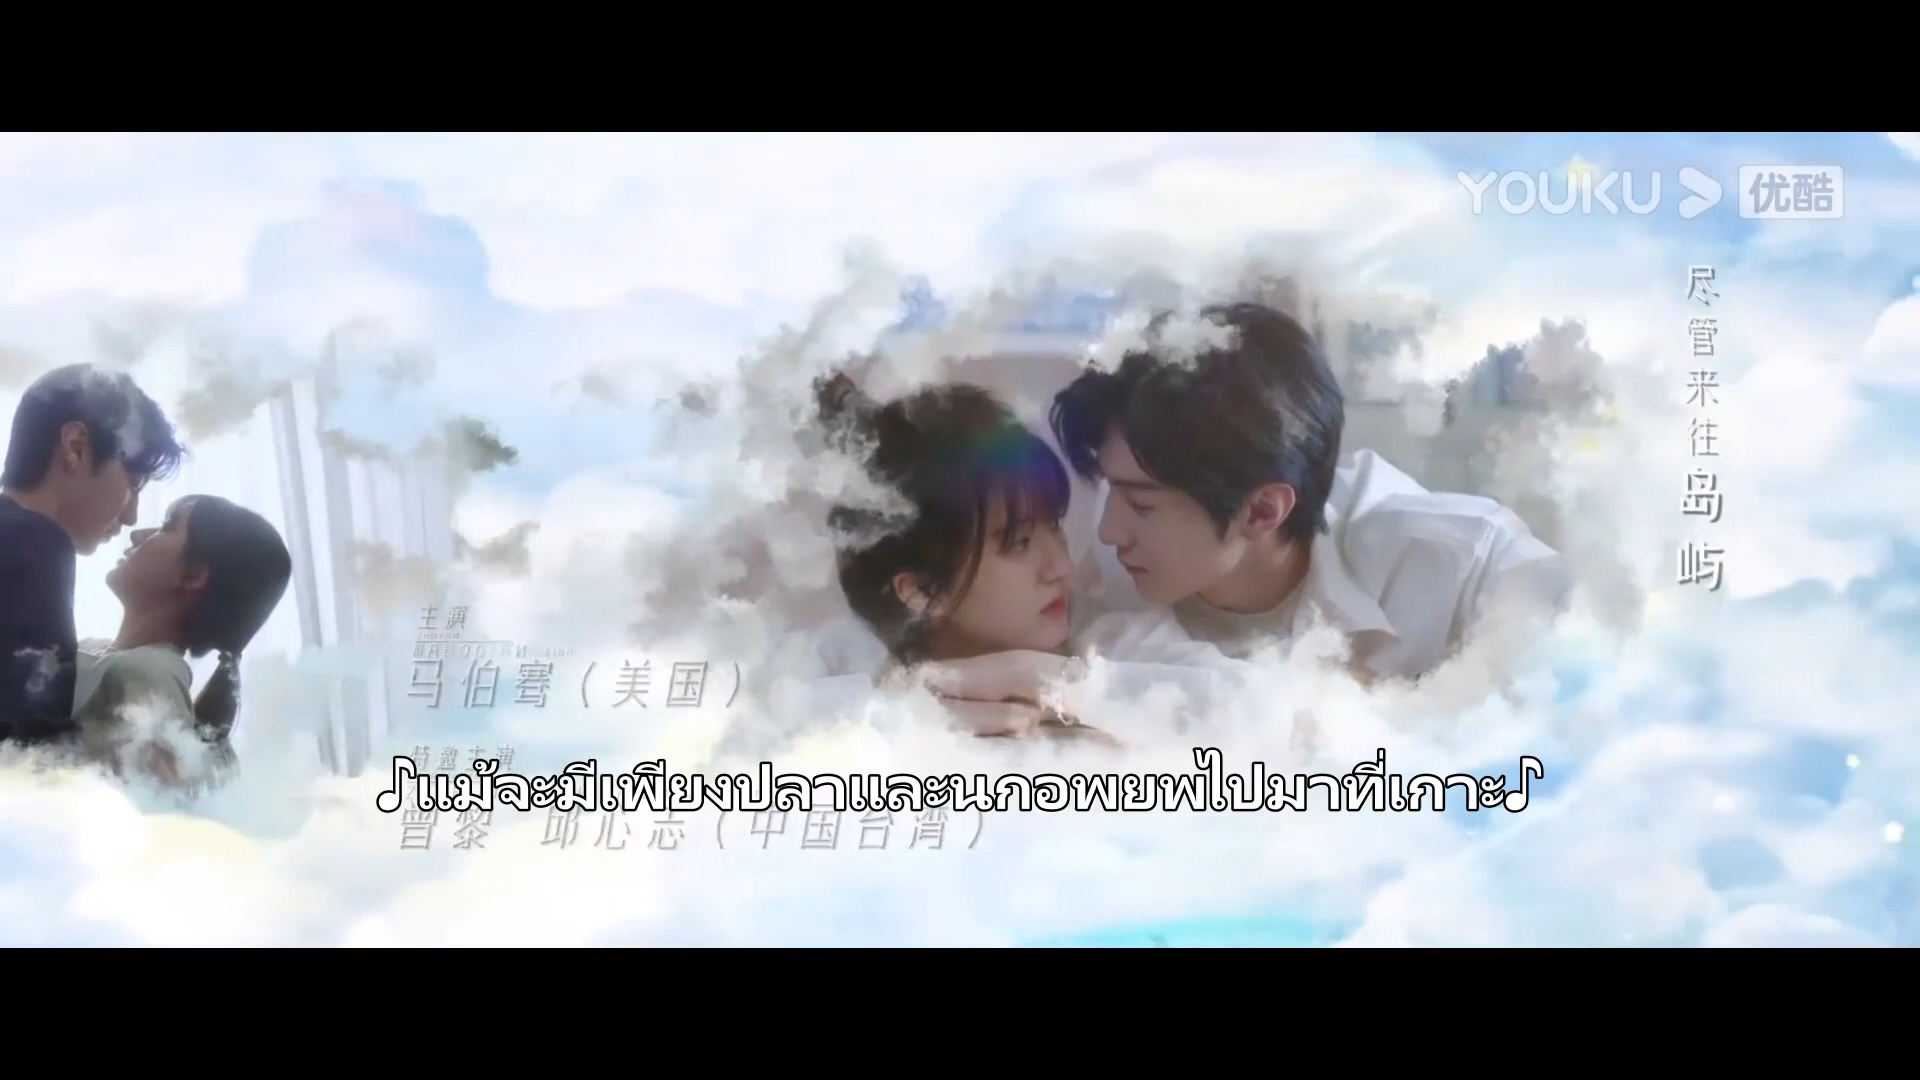 YOUKU 优酷
尽管来往岛屿
主演
马伯骞（美国）
特邀主演
♪แม้จะมีเพียงปลาและนกอพยพไปมาที่เกาะ♪
曾黎 邱心志（中国台湾）